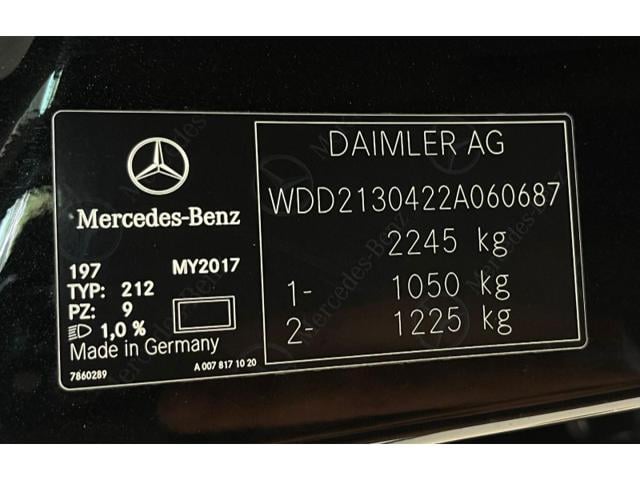 Mercedes-Benz
197 MY2017
TYP: 212
PZ: 9
1,0 %
Made in Germany
7860289 A 007 817 10 20
DAIMLER AG
WDD2130422A060687
2245 kg
1- 1050 kg
2- 1225 kg